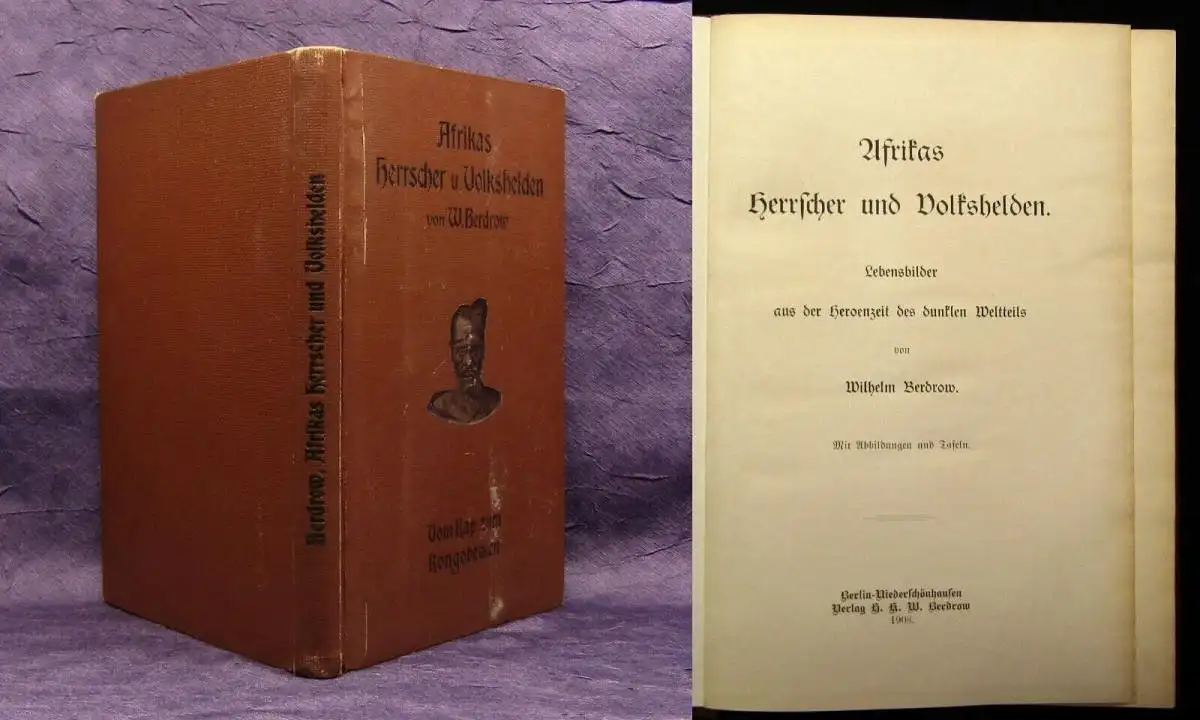 Berdrow, Afrikas Herrscher und Volkshelden
Afrikas
Herrscher u. Volkshelden
von W. Berdrow
Vom Kap zum
Afrikas
Herrscher und Volkshelden.
Lebensbilder
aus der Heroenzeit des dunklen Weltteils
von
Wilhelm Berdrow.
Mit Abbildungen und Tafeln.
Berlin-Niederschönhausen
Verlag H. K. W. Berdrow
1908.